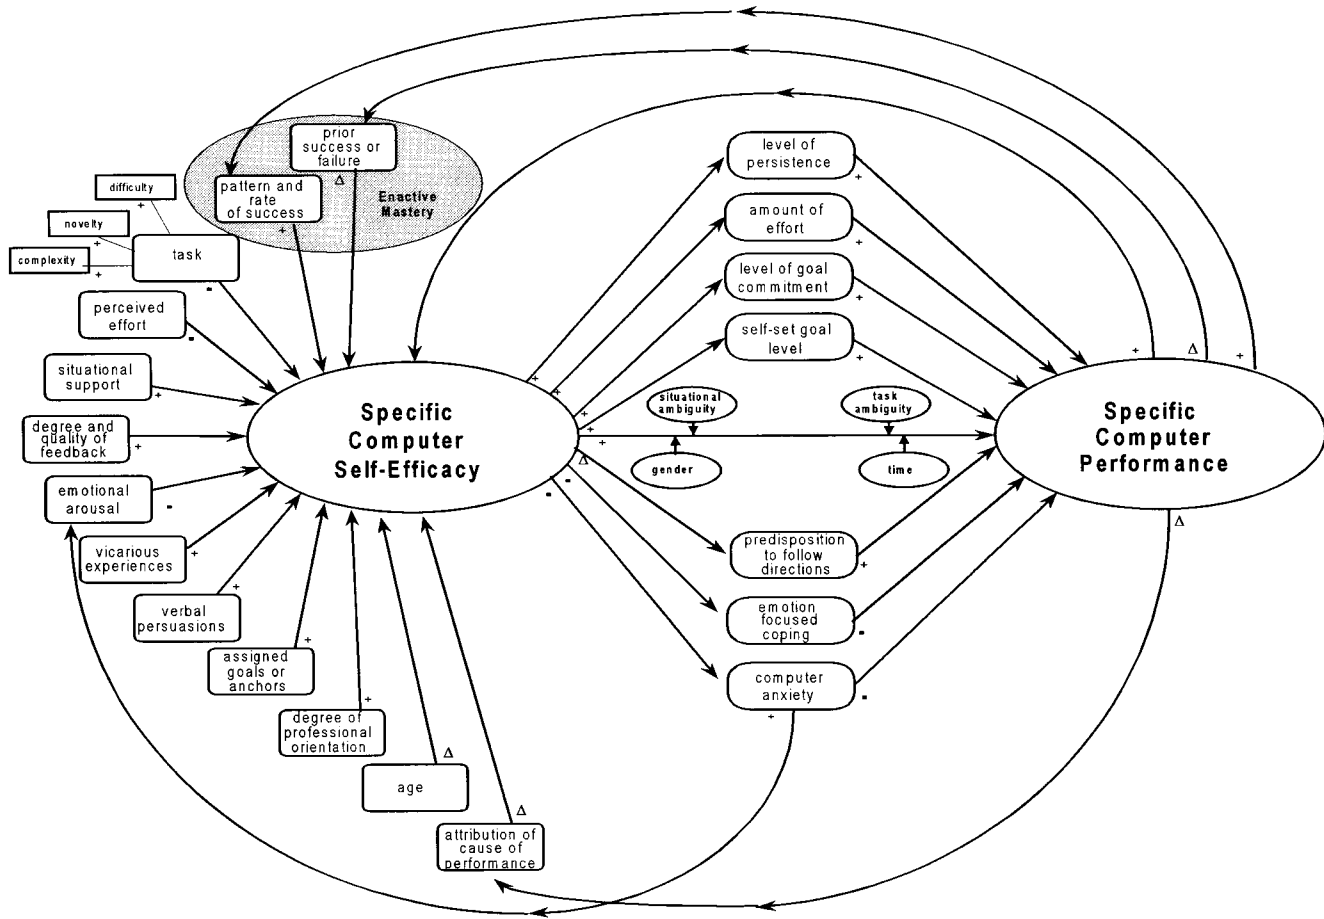 prior
success or
failure
Δ
pattern and
rate
of success
+
Enactive
Mastery
difficulty
+
novelty
+
complexity
+
task
-
perceived
effort
-
situational
support
+
degree and
quality of
feedback
+
emotional
arousal
-
vicarious
experiences
+
verbal
persuasions
+
assigned
goals or
anchors
+
degree of
professional
orientation
+
age
Δ
attribution of
cause of
performance
Δ
Specific
Computer
Self-Efficacy
+
+
+
+
+
Δ
-
-
level of
persistence
+
amount of
effort
+
level of goal
commitment
+
self-set goal
level
+
situational
ambiguity
task
ambiguity
gender
time
predisposition
to follow
directions
+
emotion
focused
coping
-
computer
anxiety
-
+
+
Δ
+
Specific
Computer
Performance
Δ